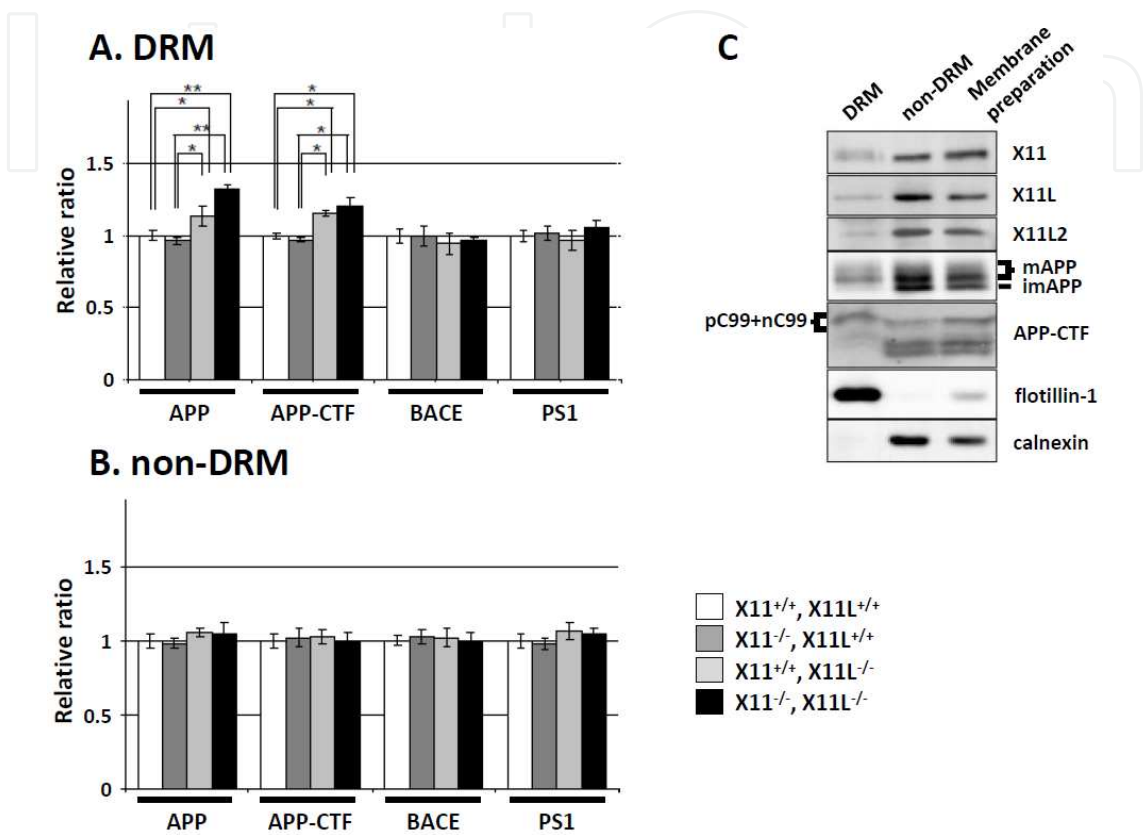 A. DRM
** *
* *
** *
* *
Relative ratio
1.5
1
0.5
0
APP APP-CTF BACE PS1
B. non-DRM
Relative ratio
1.5
1
0.5
0
APP APP-CTF BACE PS1
C
DRM non-DRM Membrane preparation
X11
X11L
X11L2
mAPP
imAPP
pC99+nC99
APP-CTF
flotillin-1
calnexin
X11+/+, X11L+/+
X11-/-, X11L+/+
X11+/+, X11L-/-
X11-/-, X11L-/-